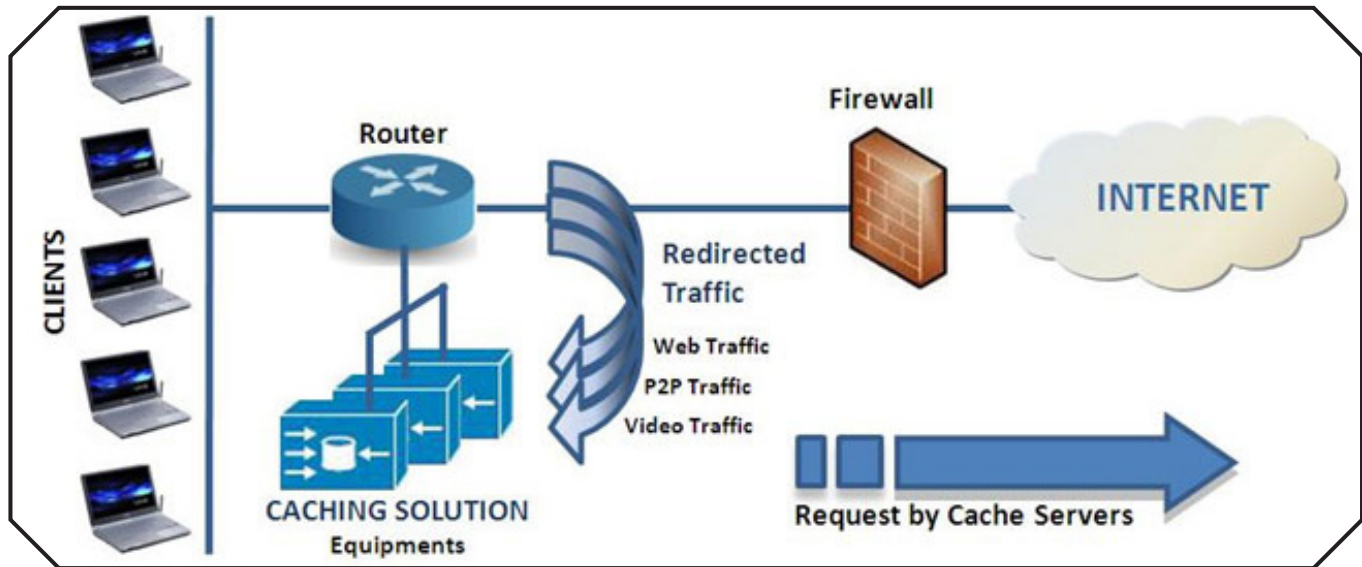 Firewall
Router
INTERNET
CLIENTS
Redirected
Traffic
Web Traffic
P2P Traffic
Video Traffic
CACHING SOLUTION
Equipments
Request by Cache Servers